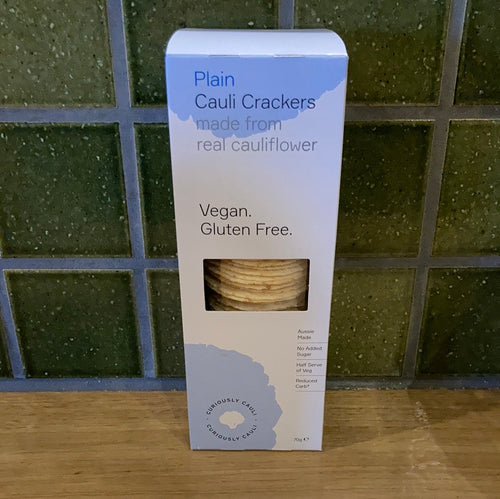 Plain
Cauli Crackers
made from
real cauliflower
Vegan.
Gluten Free.
Aussie
Made
No Added
Sugar
Half Serve
of Veg
Reduced
Carb*
CURIOUSLY CAULI
CURIOUSLY CAULI
70g ℮